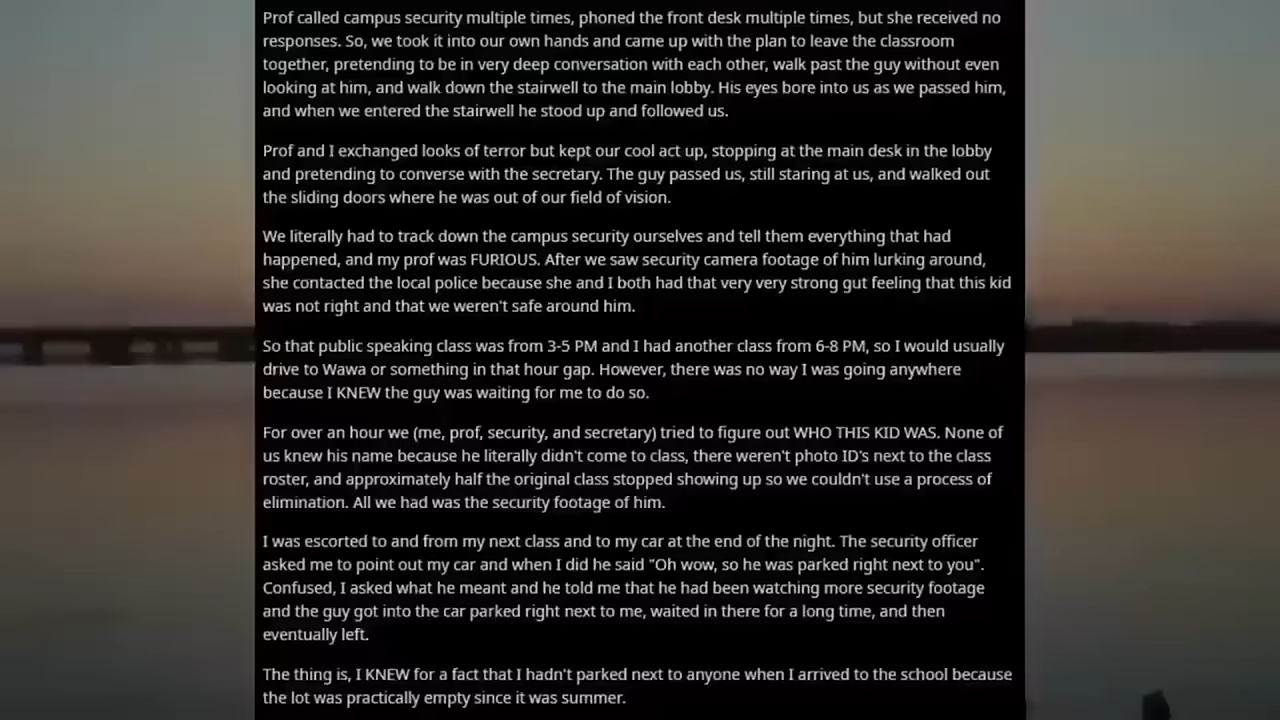 Prof called campus security multiple times, phoned the front desk multiple times, but she received no
responses. So, we took it into our own hands and came up with the plan to leave the classroom
together, pretending to be in very deep conversation with each other, walk past the guy without even
looking at him, and walk down the stairwell to the main lobby. His eyes bore into us as we passed him,
and when we entered the stairwell he stood up and followed us.
Prof and I exchanged looks of terror but kept our cool act up, stopping at the main desk in the lobby
and pretending to converse with the secretary. The guy passed us, still staring at us, and walked out
the sliding doors where he was out of our field of vision.
We literally had to track down the campus security ourselves and tell them everything that had
happened, and my prof was FURIOUS. After we saw security camera footage of him lurking around,
she contacted the local police because she and I both had that very very strong gut feeling that this kid
was not right and that we weren't safe around him.
So that public speaking class was from 3-5 PM and I had another class from 6-8 PM, so I would usually
drive to Wawa or something in that hour gap. However, there was no way I was going anywhere
because I KNEW the guy was waiting for me to do so.
For over an hour we (me, prof, security, and secretary) tried to figure out WHO THIS KID WAS. None of
us knew his name because he literally didn't come to class, there weren't photo ID's next to the class
roster, and approximately half the original class stopped showing up so we couldn't use a process of
elimination. All we had was the security footage of him.
I was escorted to and from my next class and to my car at the end of the night. The security officer
asked me to point out my car and when I did he said "Oh wow, so he was parked right next to you".
Confused, I asked what he meant and he told me that he had been watching more security footage
and the guy got into the car parked right next to me, waited in there for a long time, and then
eventually left.
The thing is, I KNEW for a fact that I hadn't parked next to anyone when I arrived to the school because
the lot was practically empty since it was summer.